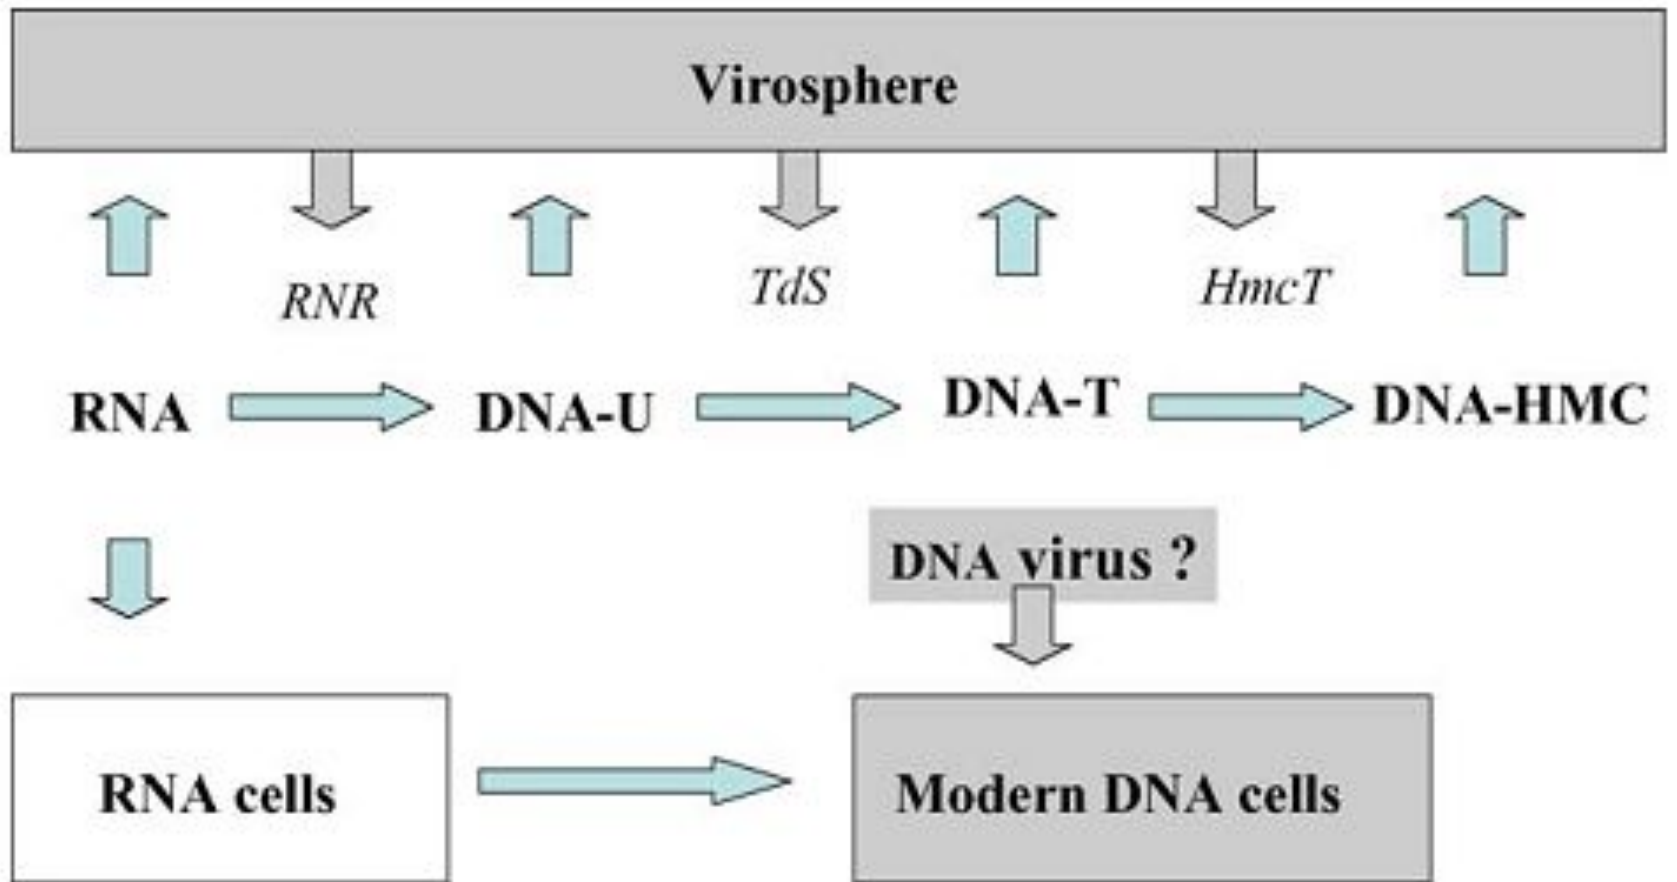 Virosphere
RNR
TdS
HmcT
RNA
DNA-U
DNA-T
DNA-HMC
DNA virus ?
RNA cells
Modern DNA cells